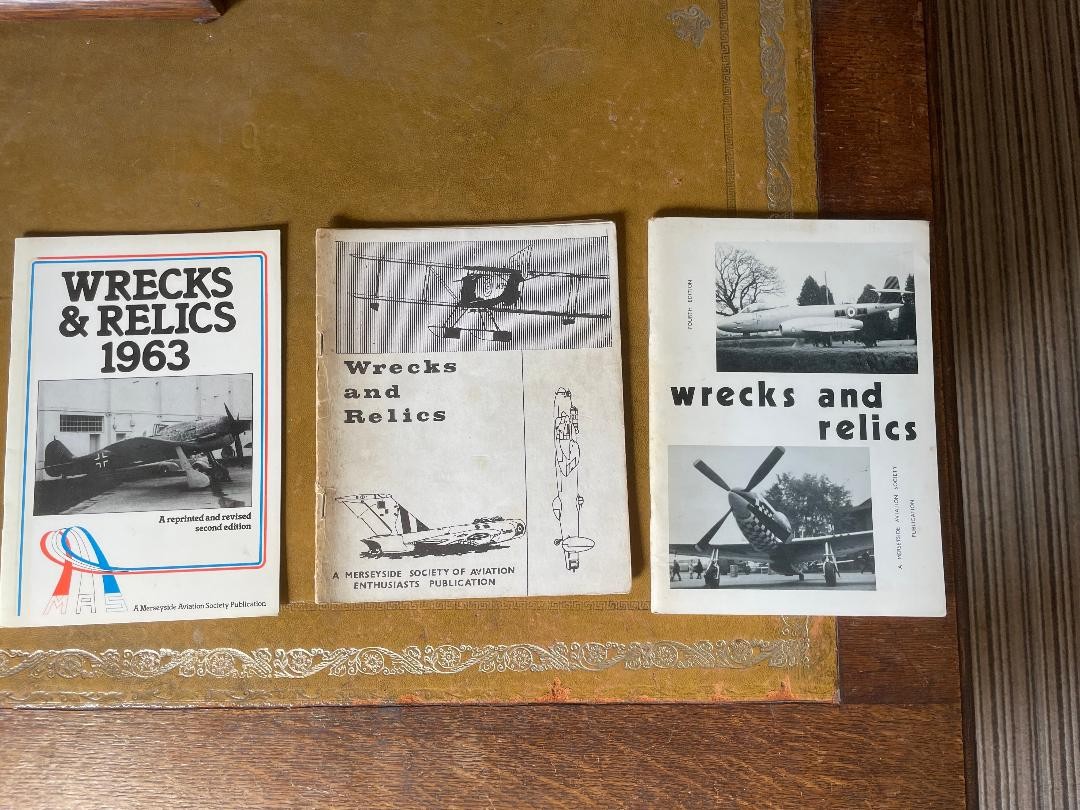 WRECKS
& RELICS
1963
A reprinted and revised
second edition
MAS
A Merseyside Aviation Society Publication
Wrecks
and
Relics
A MERSEYSIDE SOCIETY OF AVIATION
ENTHUSIASTS PUBLICATION
FOURTH EDITION
wrecks and
relics
A MERSEYSIDE AVIATION SOCIETY
PUBLICATION